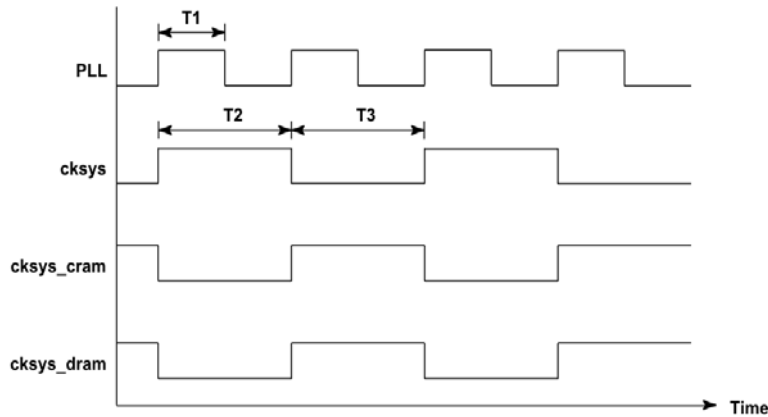 T1
PLL
T2 T3
cksys
cksys_cram
cksys_dram
Time